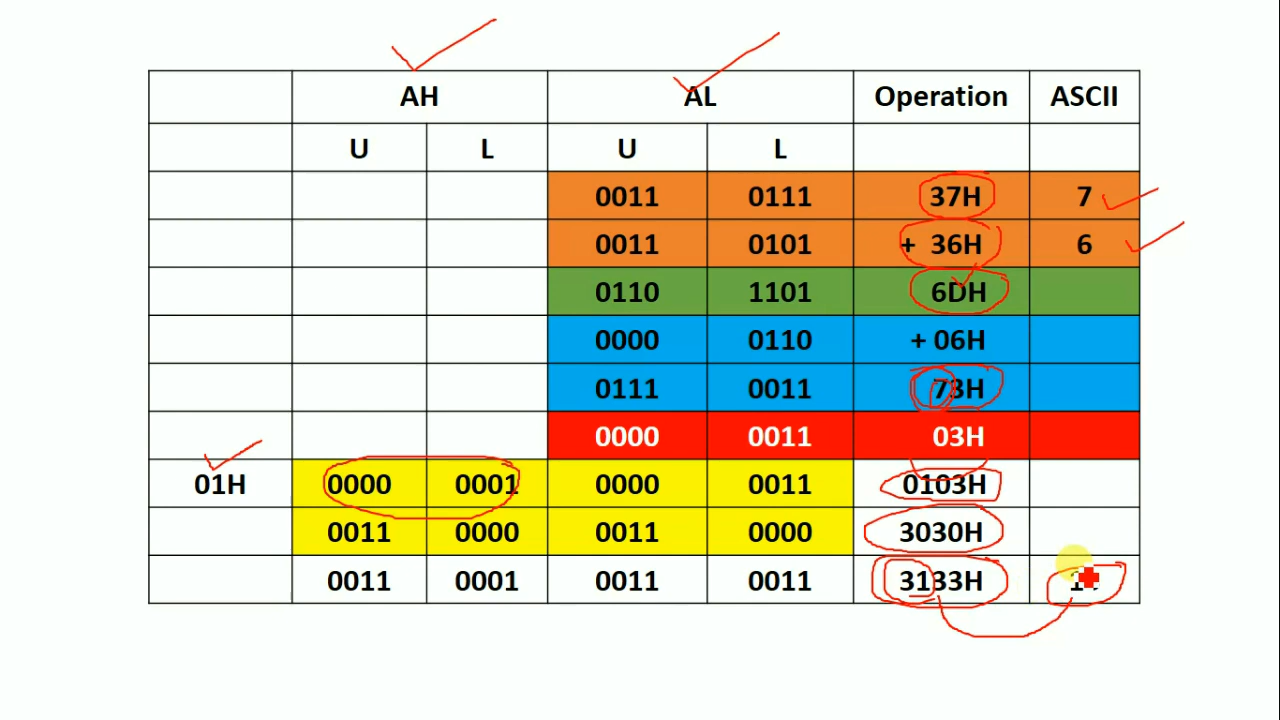 AH AL Operation ASCII
U L U L
0011 0111 37H 7
0011 0101 + 36H 6
0110 1101 6DH
0000 0110 + 06H
0111 0011 73H
0000 0011 03H
01H 0000 0001 0000 0011 0103H
0011 0000 0011 0000 3030H
0011 0001 0011 0011 3133H